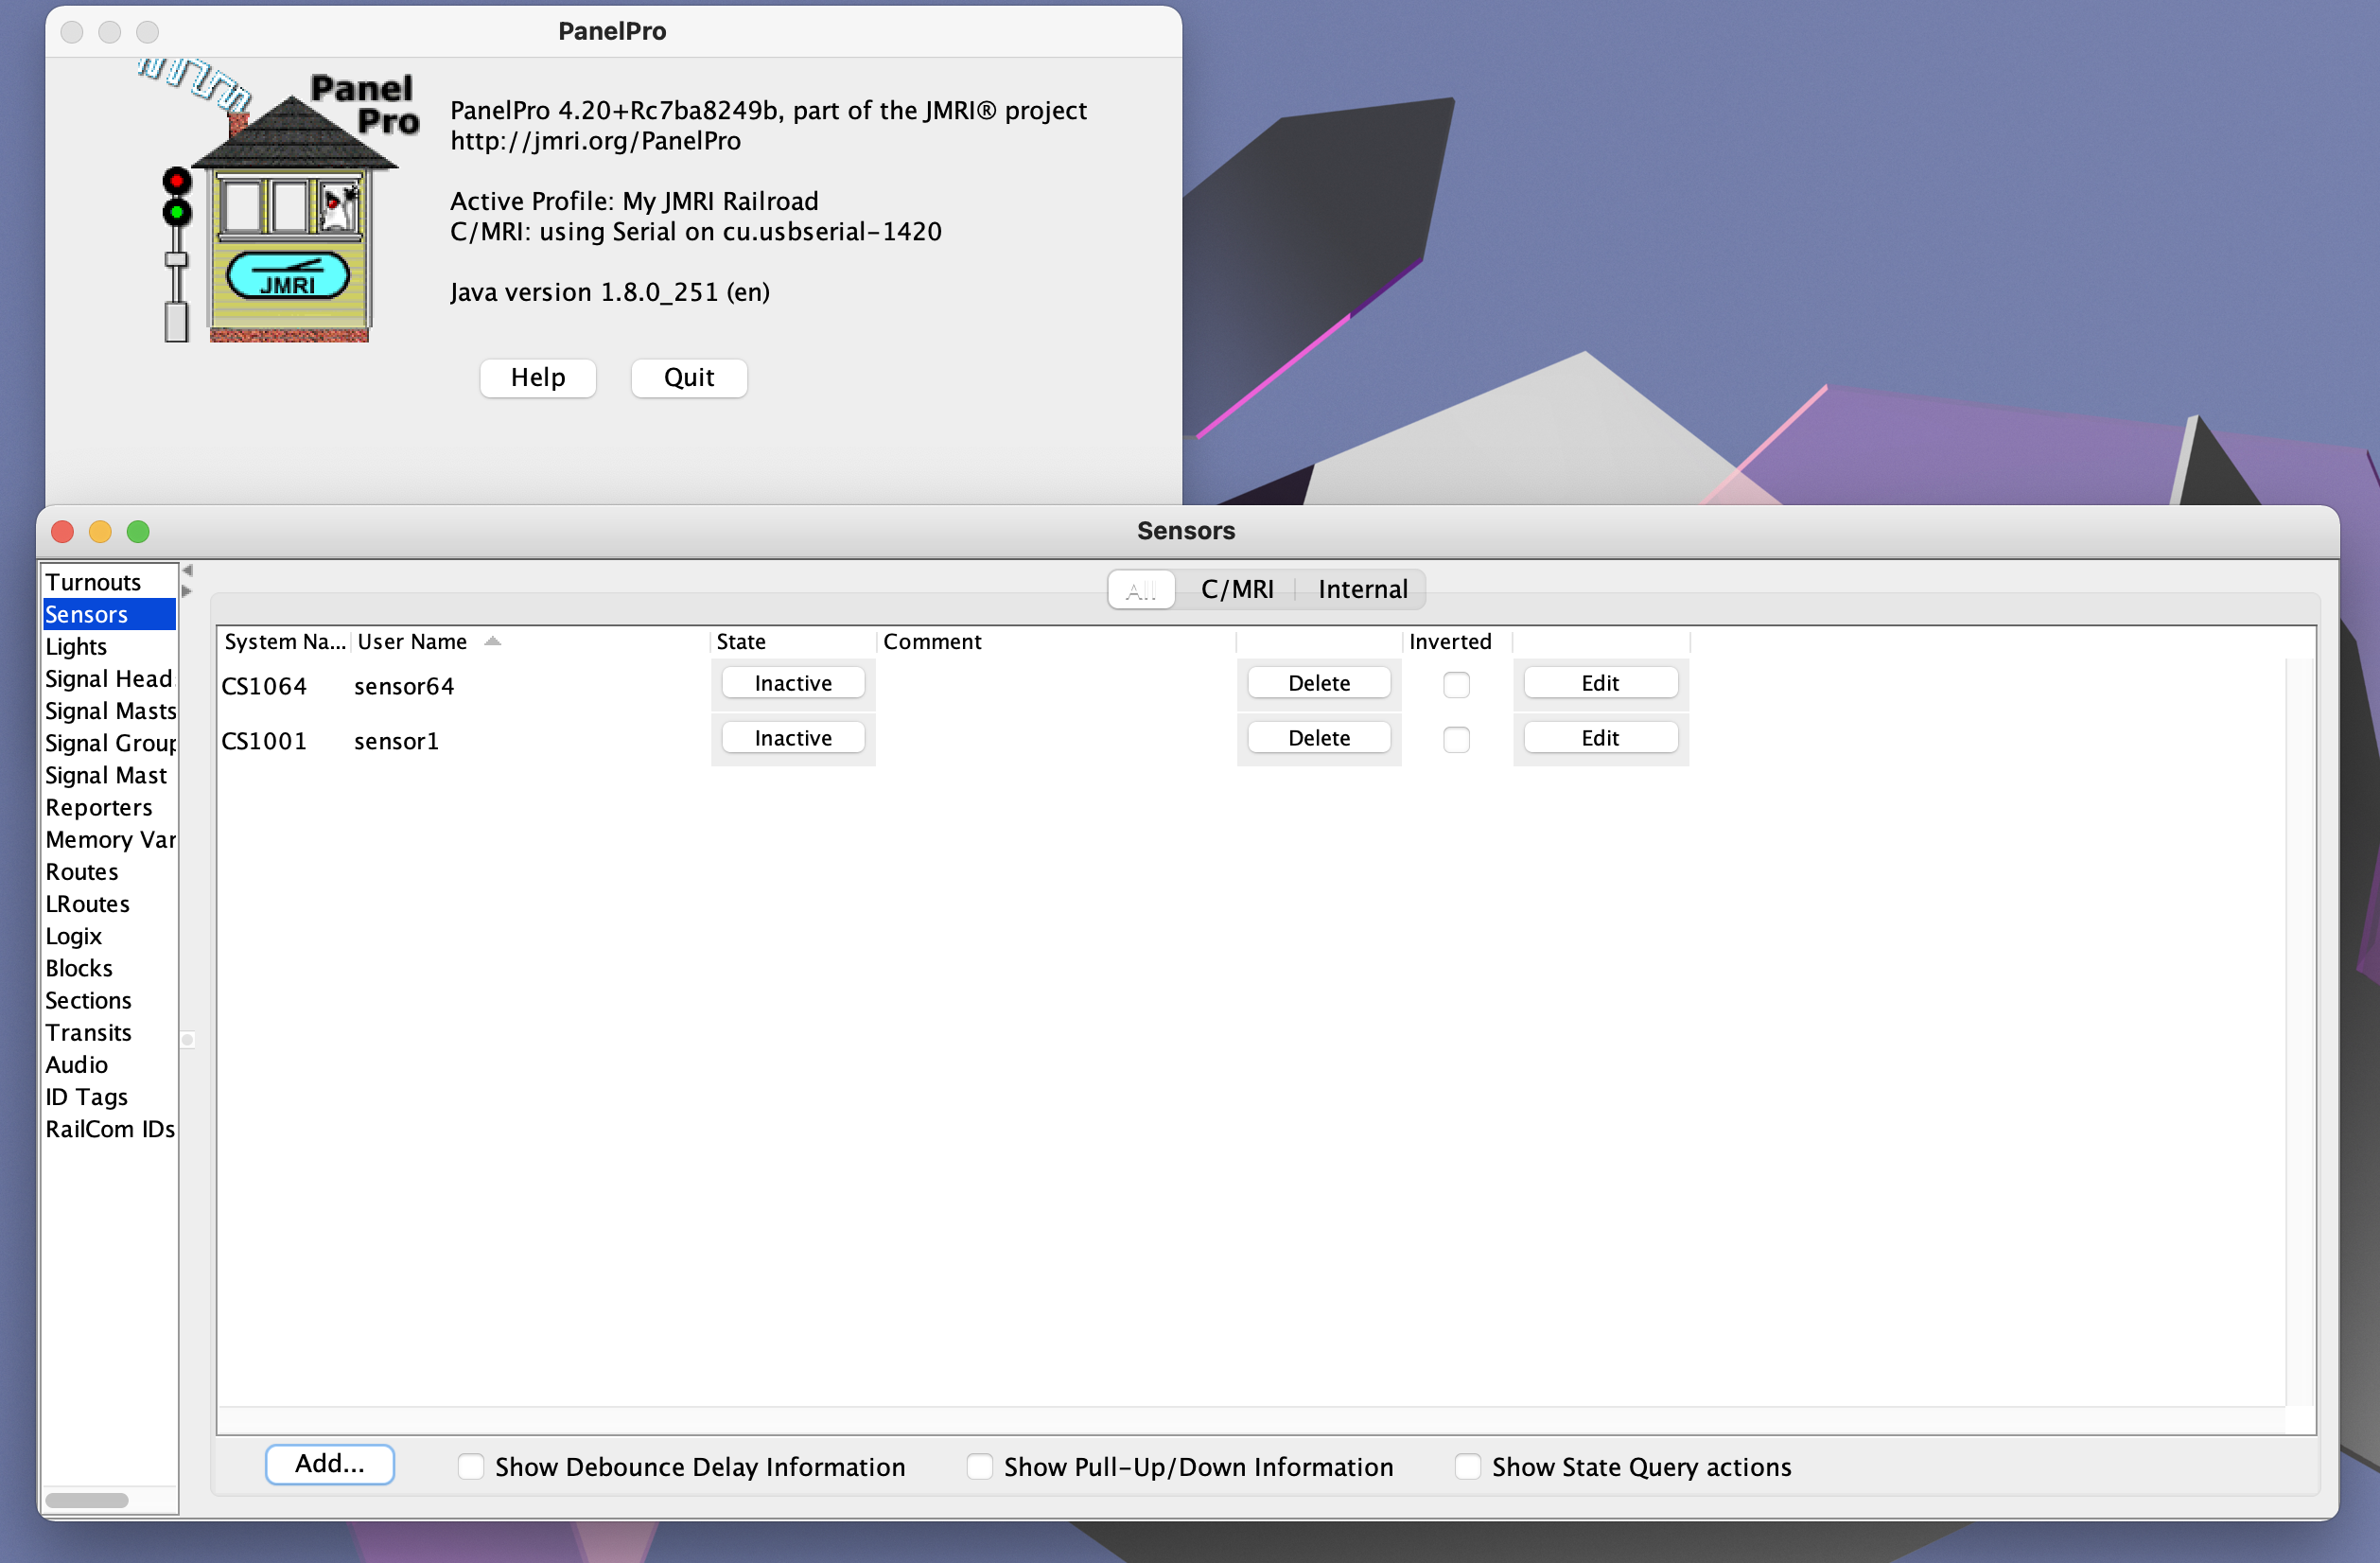 PanelPro
Panel
Pro
PanelPro 4.20+Rc7ba8249b, part of the JMRI® project
http://jmri.org/PanelPro
Active Profile: My JMRI Railroad
C/MRI: using Serial on cu.usbserial-1420
JMRI
Java version 1.8.0_251 (en)
Help Quit
Sensors
Turnouts
Sensors
Lights
Signal Head
Signal Masts
Signal Group
Signal Mast
Reporters
Memory Var
Routes
LRoutes
Logix
Blocks
Sections
Transits
Audio
ID Tags
RailCom IDs
All C/MRI Internal
System Na... User Name State Comment Inverted
CS1064 sensor64 Inactive Delete Edit
CS1001 sensor1 Inactive Delete Edit
Add... Show Debounce Delay Information Show Pull-Up/Down Information Show State Query actions